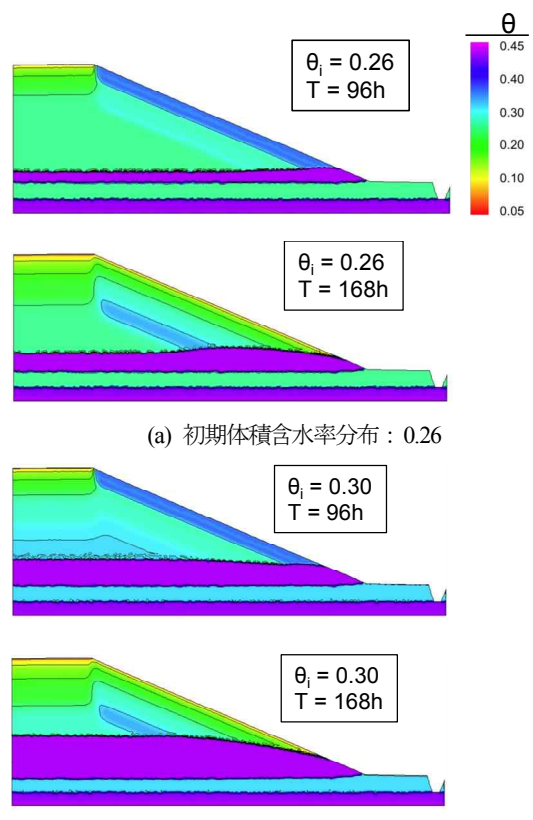 θ
0.45
0.40
0.30
0.20
0.10
0.05
θi = 0.26
T = 96h
θi = 0.26
T = 168h
(a) 初期体積含水率分布：0.26
θi = 0.30
T = 96h
θi = 0.30
T = 168h